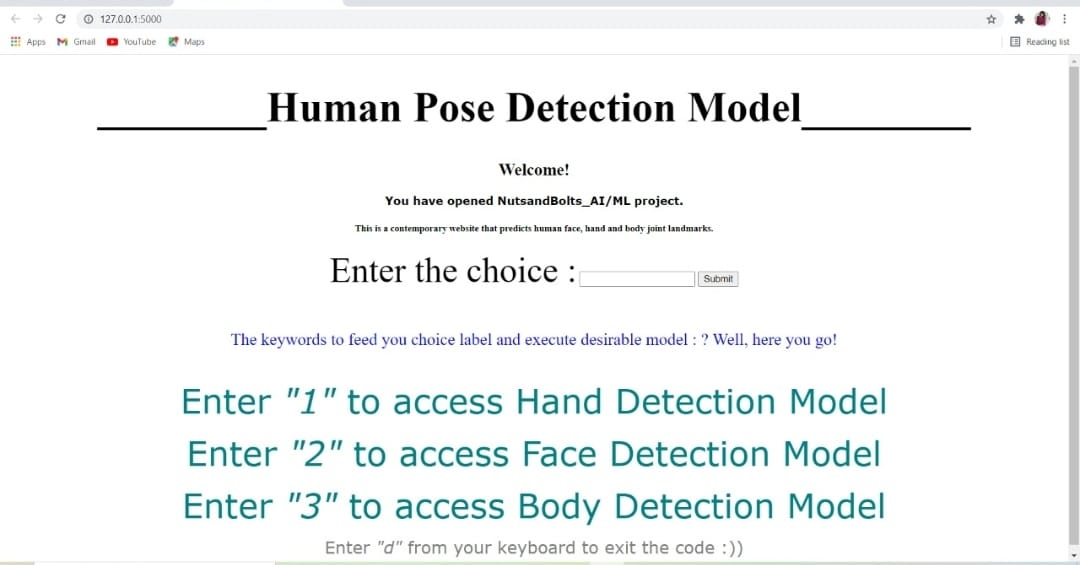 127.0.0.1:5000
Apps Gmail YouTube Maps Reading list
__________Human Pose Detection Model__________
Welcome!
You have opened NutsandBolts_AI/ML project.
This is a contemporary website that predicts human face, hand and body joint landmarks.
Enter the choice : Submit
The keywords to feed you choice label and execute desirable model : ? Well, here you go!
Enter "1" to access Hand Detection Model
Enter "2" to access Face Detection Model
Enter "3" to access Body Detection Model
Enter "d" from your keyboard to exit the code :))